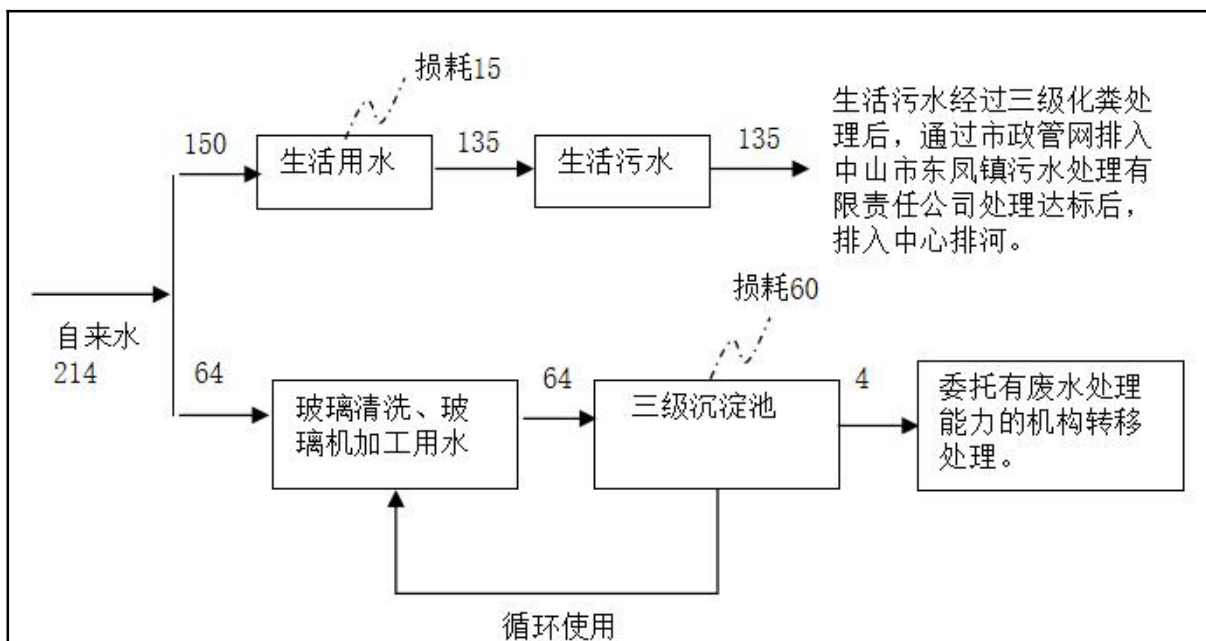 损耗15
150
生活用水
135
生活污水
135
生活污水经过三级化粪处
理后，通过市政管网排入
中山市东凤镇污水处理有
限责任公司处理达标后，
排入中心排河。
自来水
214
损耗60
64
玻璃清洗、玻
璃机加工用水
64
三级沉淀池
4
委托有废水处理
能力的机构转移
处理。
循环使用